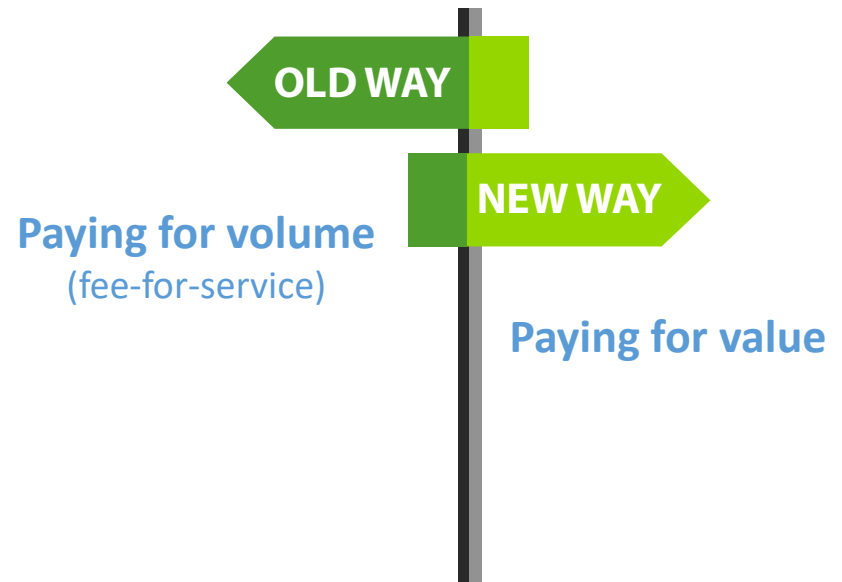 OLD WAY
NEW WAY
Paying for volume
(fee-for-service)
Paying for value